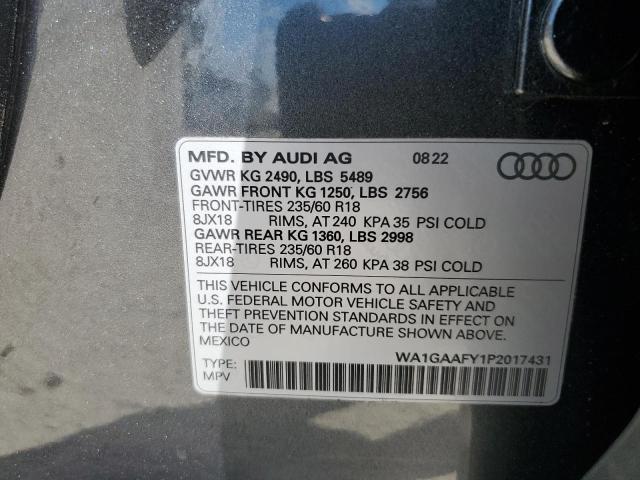 MFD. BY AUDI AG 08 22
GVWR KG 2490, LBS 5489
GAWR FRONT KG 1250, LBS 2756
FRONT-TIRES 235/60 R18
8JX18 RIMS, AT 240 KPA 35 PSI COLD
GAWR REAR KG 1360, LBS 2998
REAR-TIRES 235/60 R18
8JX18 RIMS, AT 260 KPA 38 PSI COLD
THIS VEHICLE CONFORMS TO ALL APPLICABLE
U.S. FEDERAL MOTOR VEHICLE SAFETY AND
THEFT PREVENTION STANDARDS IN EFFECT ON
THE DATE OF MANUFACTURE SHOWN ABOVE.
MEXICO
WA1GAAFY1P2017431
TYPE:
MPV